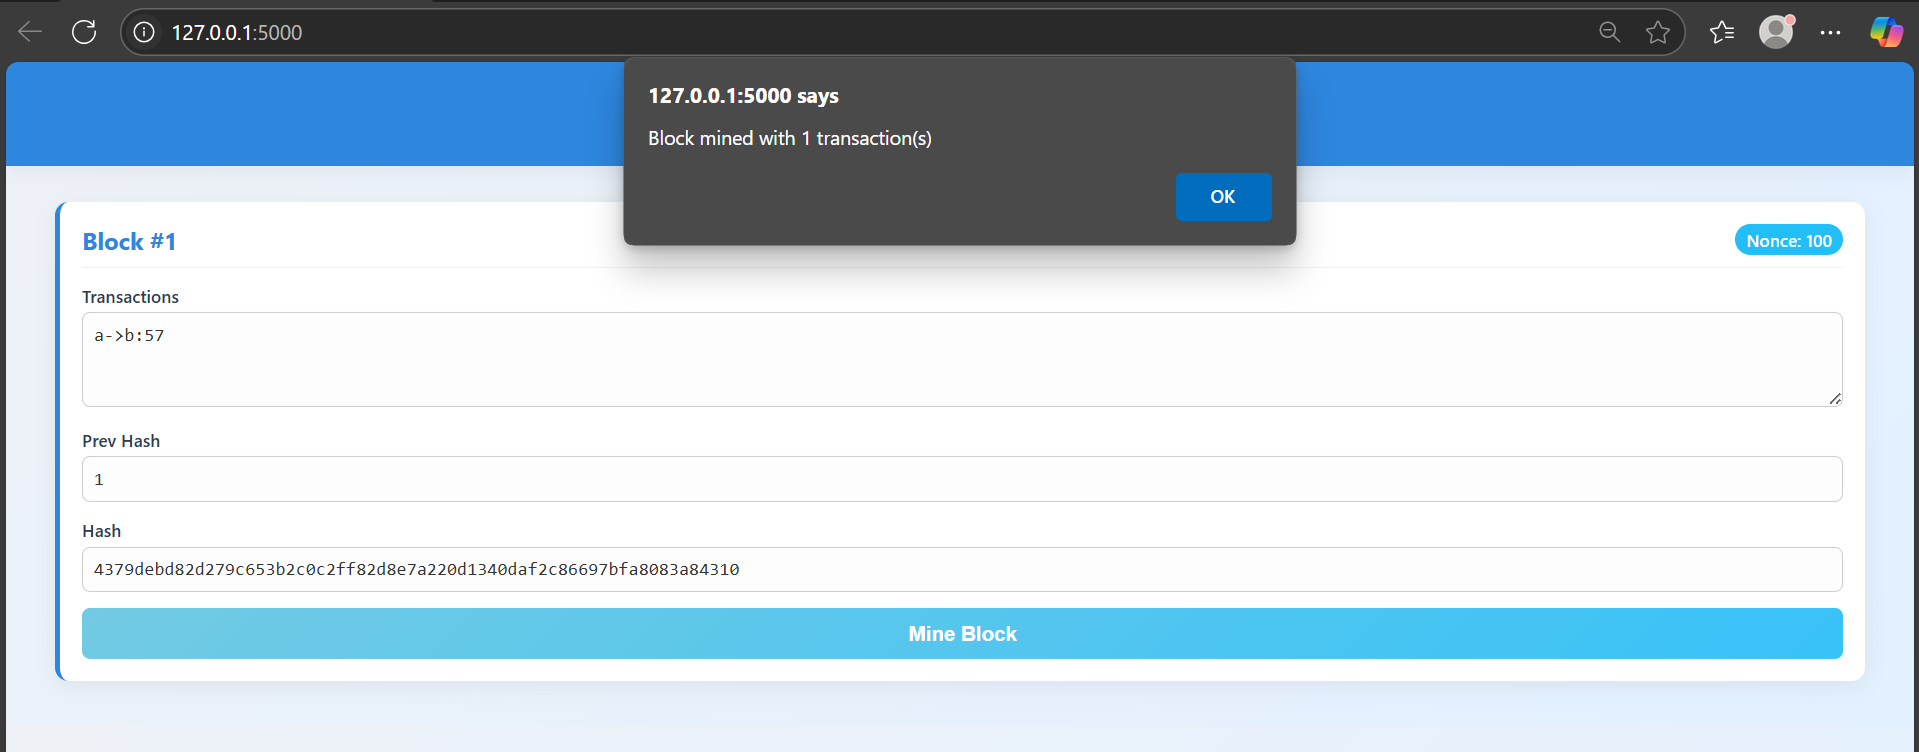 127.0.0.1:5000
127.0.0.1:5000 says
Block mined with 1 transaction(s)
OK
Block #1
Nonce: 100
Transactions
a->b:57
Prev Hash
1
Hash
4379debd82d279c653b2c0c2ff82d8e7a220d1340daf2c86697bfa8083a84310
Mine Block